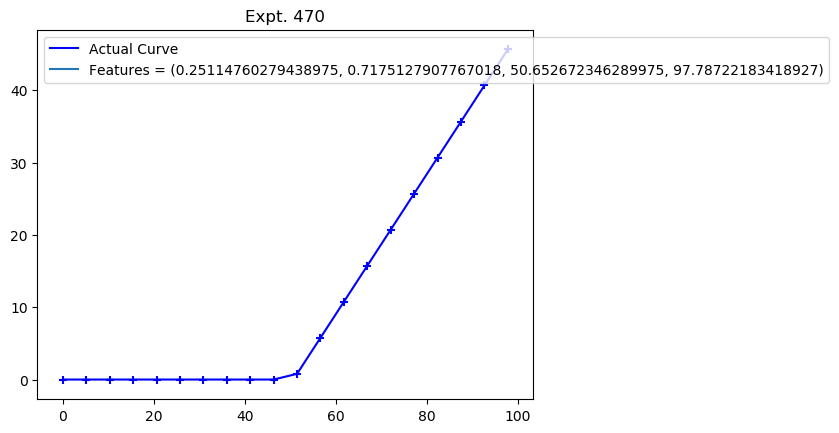 Expt. 470
Actual Curve
Features = (0.25114760279438975, 0.7175127907767018, 50.652672346289975, 97.78722183418927)
40
30
20
10
0
0 20 40 60 80 100